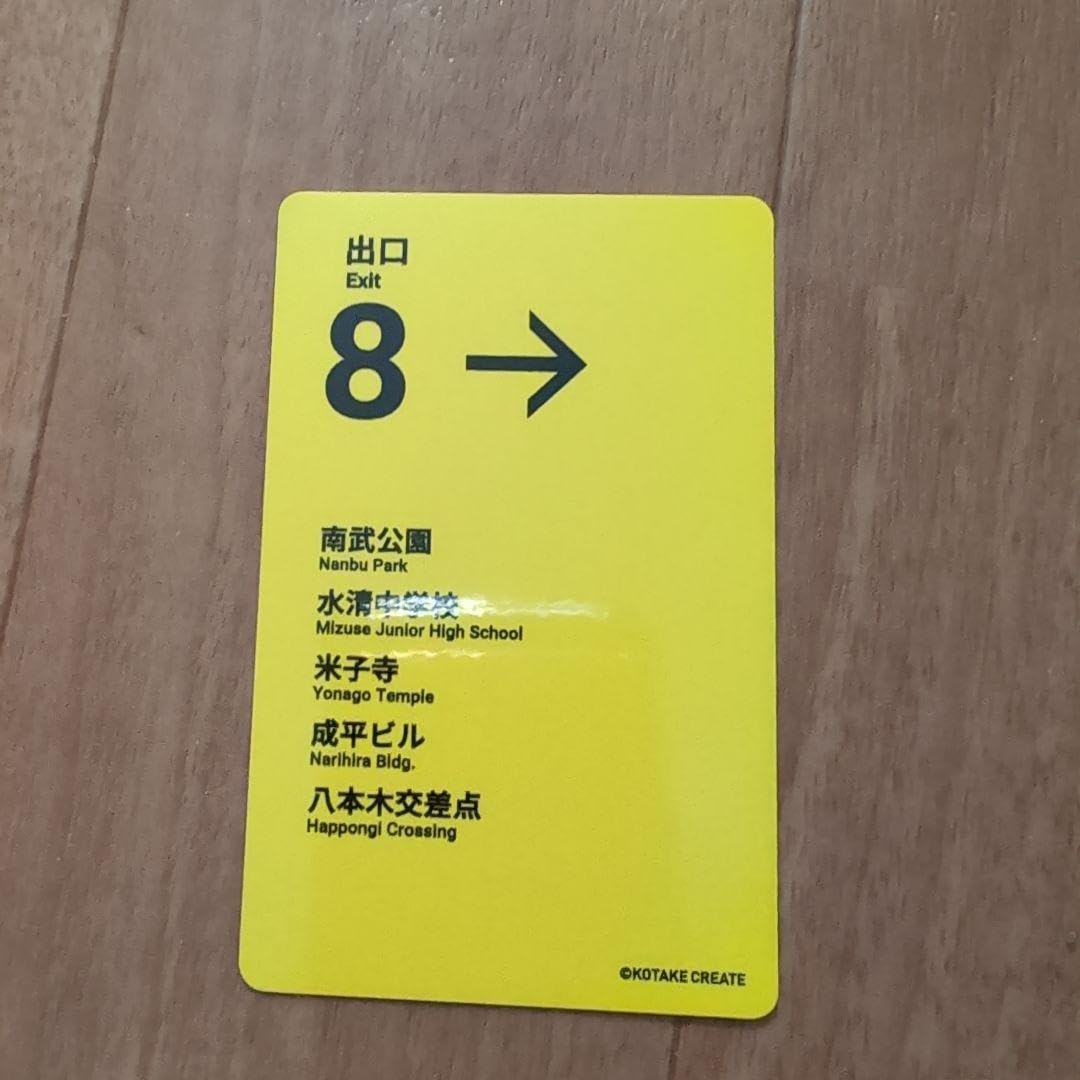 出口
Exit
8 →
南武公園
Nanbu Park
水清中学校
Mizuse Junior High School
米子寺
Yonago Temple
成平ビル
Narihira Bldg.
八本木交差点
Happongi Crossing
©KOTAKE CREATE